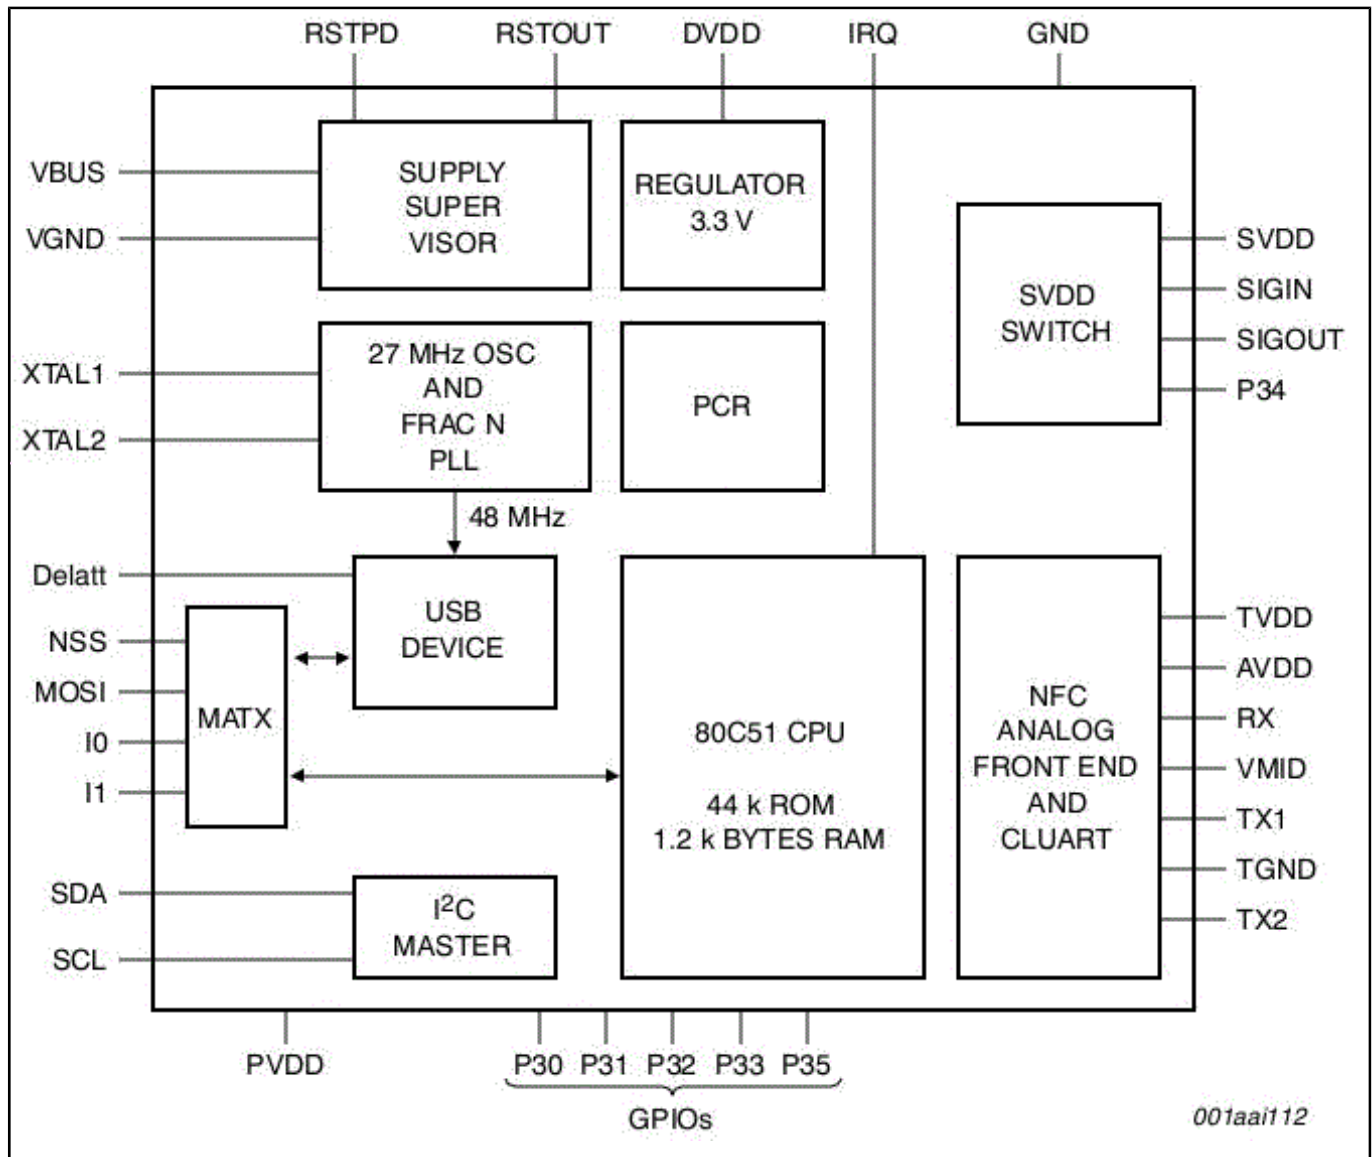 RSTPD RSTOUT DVDD IRQ GND
VBUS
VGND
SUPPLY
SUPER
VISOR
REGULATOR
3.3 V
SVDD
SWITCH
SVDD
SIGIN
SIGOUT
P34
XTAL1
XTAL2
27 MHz OSC
AND
FRAC N
PLL
PCR
48 MHz
Delatt
NSS
MOSI
I0
I1
MATX
USB
DEVICE
80C51 CPU
44 k ROM
1.2 k BYTES RAM
NFC
ANALOG
FRONT END
AND
CLUART
TVDD
AVDD
RX
VMID
TX1
TGND
TX2
SDA
SCL
I²C
MASTER
PVDD
P30 P31 P32 P33 P35
GPIOs
001aai112